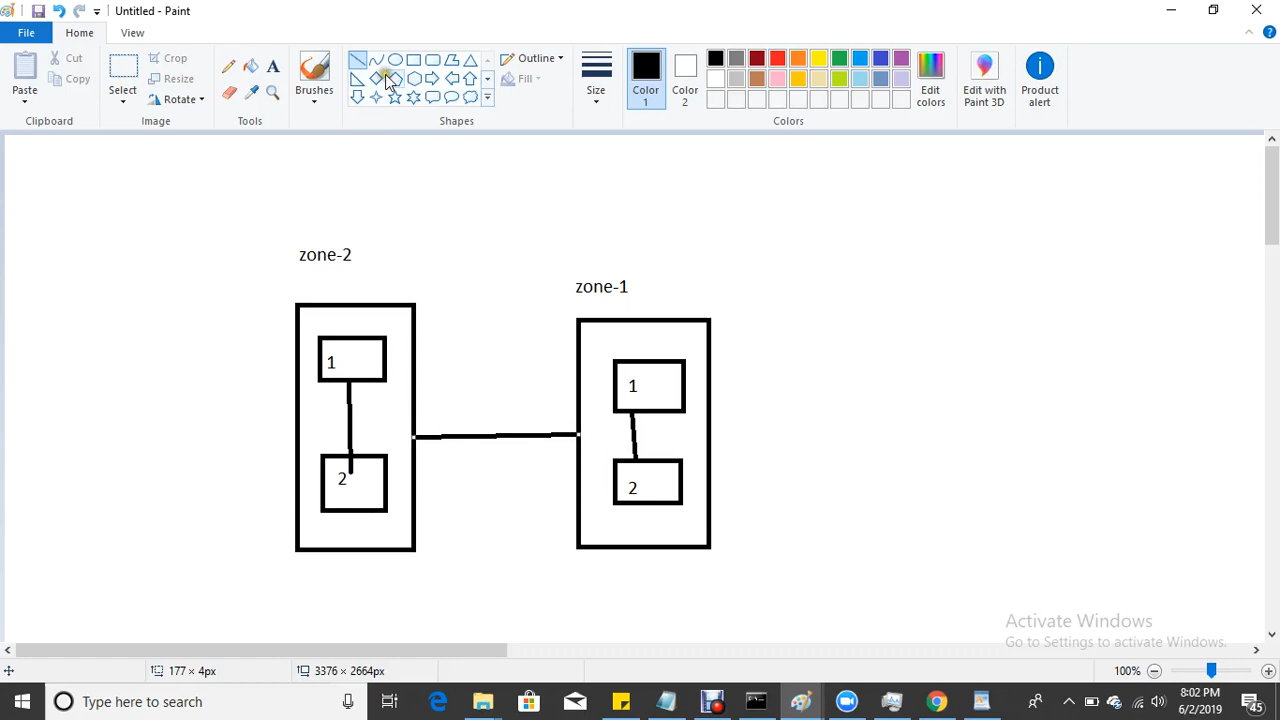 Untitled - Paint
File
Home
View
Paste
Cut
Copy
Clipboard
Select
Crop
Resize
Rotate
Image
Tools
Brushes
Shapes
Outline
Fill
Size
Color 1
Color 2
Edit colors
Colors
Edit with Paint 3D
Product alert
zone-2
zone-1
1
1
2
2
Activate Windows
Go to Settings to activate Windows.
177 × 4px
3376 × 2664px
100%
Type here to search
8:02 PM
6/2/2019
45